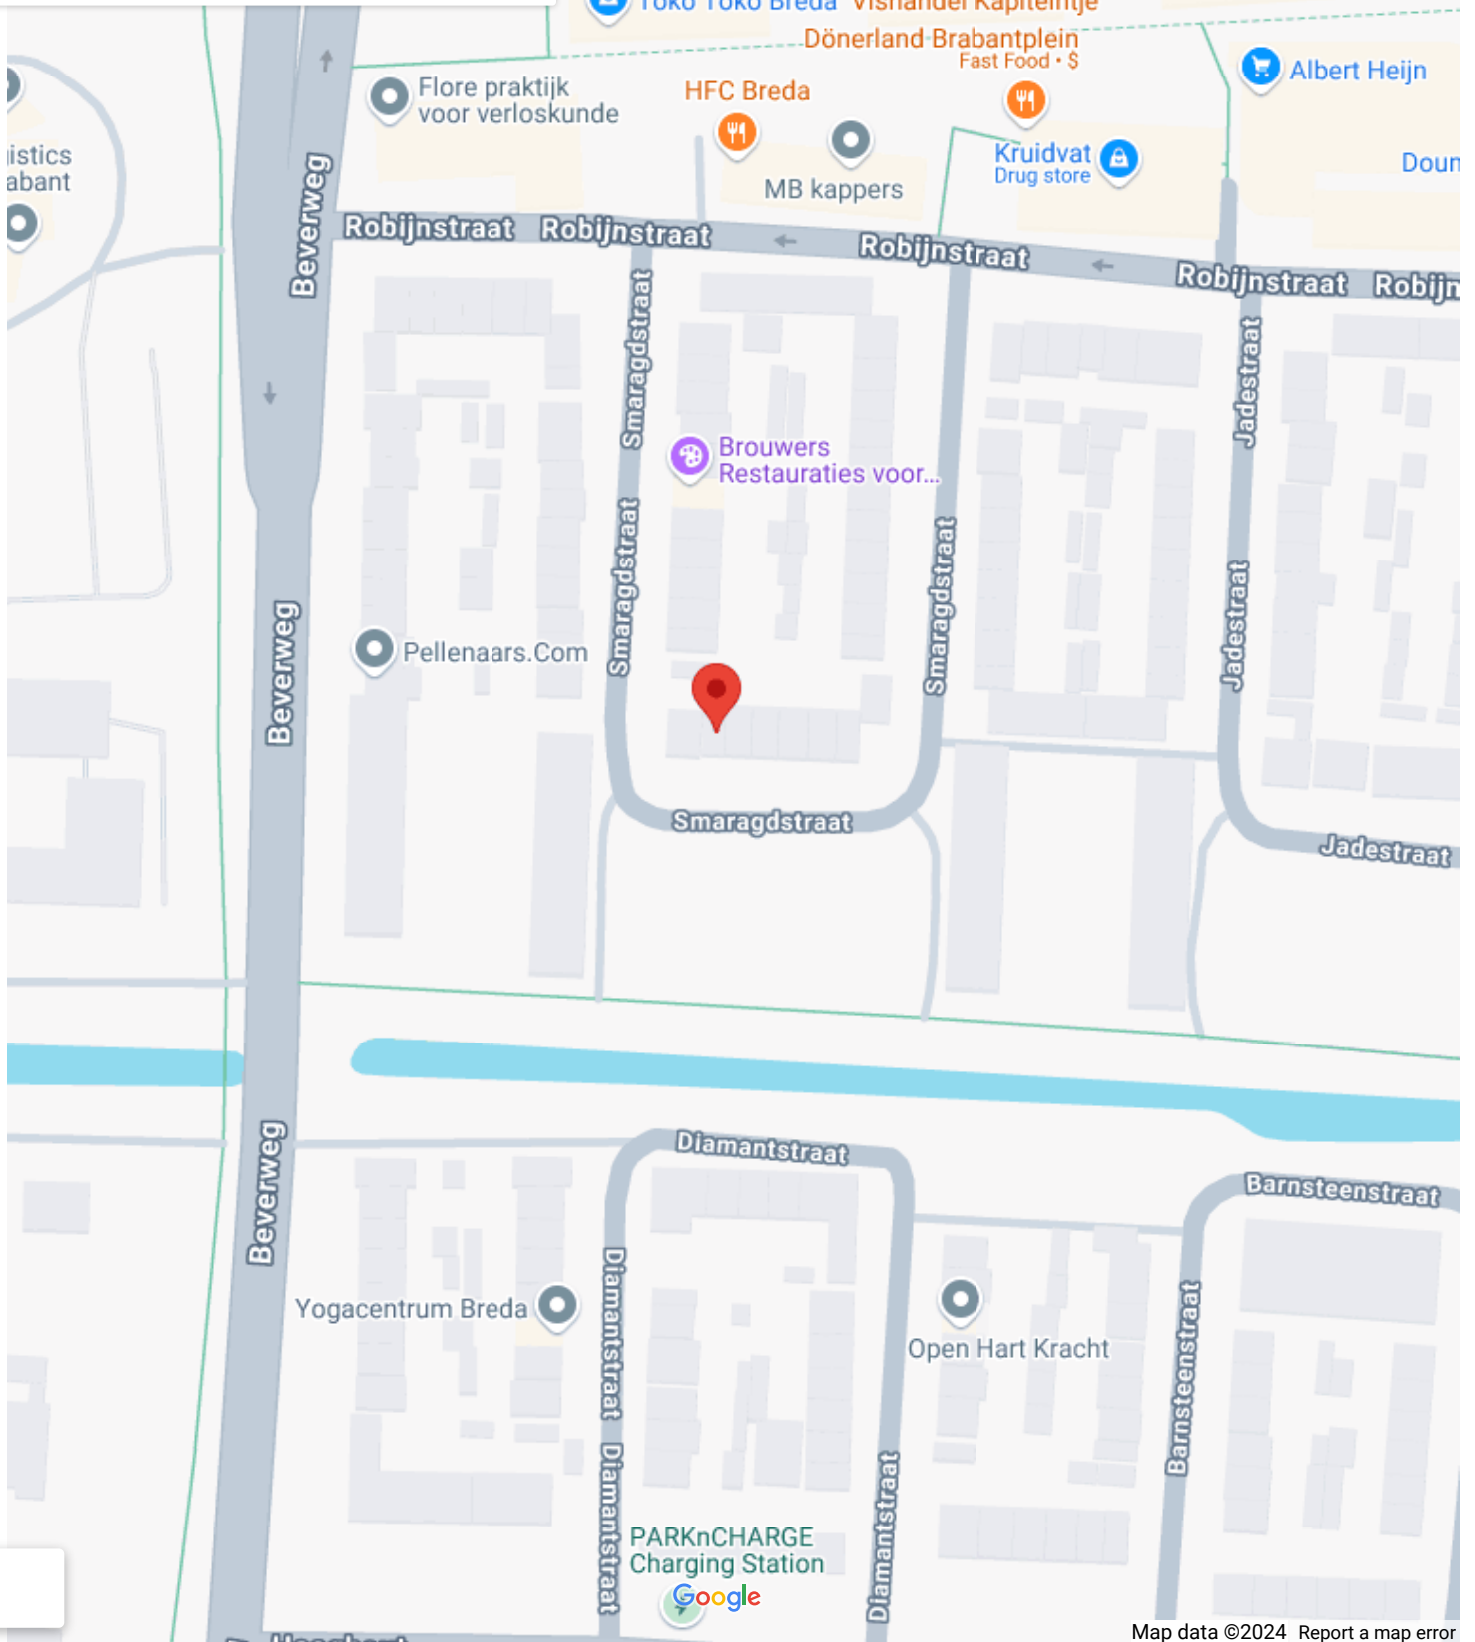 Toko Toko Breda
Vishandel Kapiteintje
Dönerland Brabantplein
Fast Food • $
Albert Heijn
Flore praktijk
voor verloskunde
HFC Breda
MB kappers
Kruidvat
Drug store
Doun
istics
abant
Beverweg
Robijnstraat
Robijnstraat
Robijnstraat
Robijnstraat
Robijn
Smaragdstraat
Jadestraat
Brouwers
Restauraties voor...
Smaragdstraat
Smaragdstraat
Jadestraat
Beverweg
Pellenaars.Com
Smaragdstraat
Jadestraat
Diamantstraat
Beverweg
Barnsteenstraat
Yogacentrum Breda
Diamantstraat
Open Hart Kracht
Barnsteenstraat
Diamantstraat
Diamantstraat
PARKnCHARGE
Charging Station
Google
Map data ©2024
Report a map error